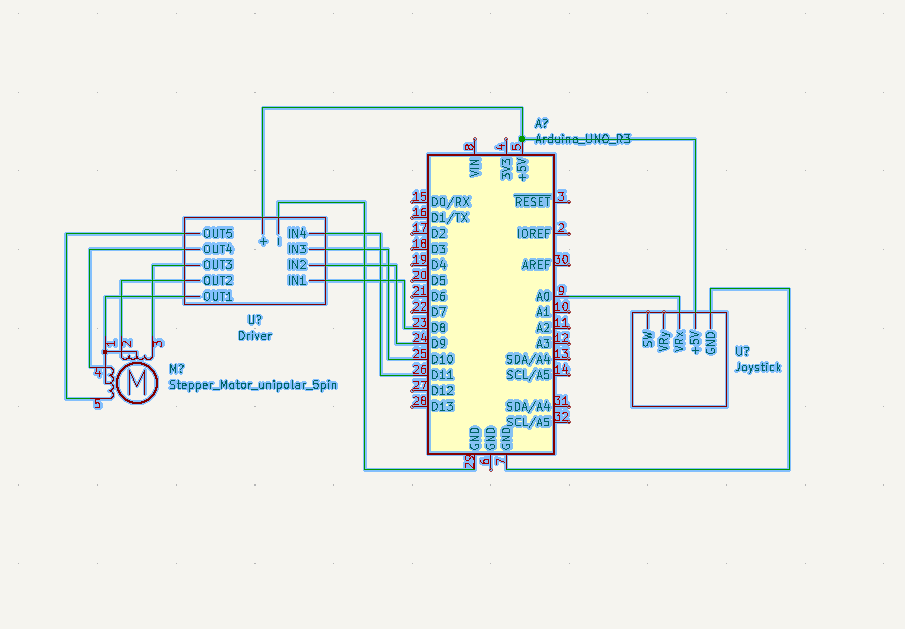 A?
Arduino_UNO_R3
8
4
5
VIN
3V3
+5V
15 D0/RX
16 D1/TX
17 D2
18 D3
19 D4
20 D5
21 D6
22 D7
23 D8
24 D9
25 D10
26 D11
27 D12
28 D13
RESET 3
IOREF 2
AREF 30
A0 9
A1 10
A2 11
A3 12
SDA/A4 13
SCL/A5 14
SDA/A4 31
SCL/A5 32
GND
GND
GND
29
6
7
OUT5
OUT4
OUT3
OUT2
OUT1
+
-
IN4
IN3
IN2
IN1
U?
Driver
1
2
3
4
5
M
M?
Stepper_Motor_unipolar_5pin
SW
VRy
VRx
+5V
GND
U?
Joystick